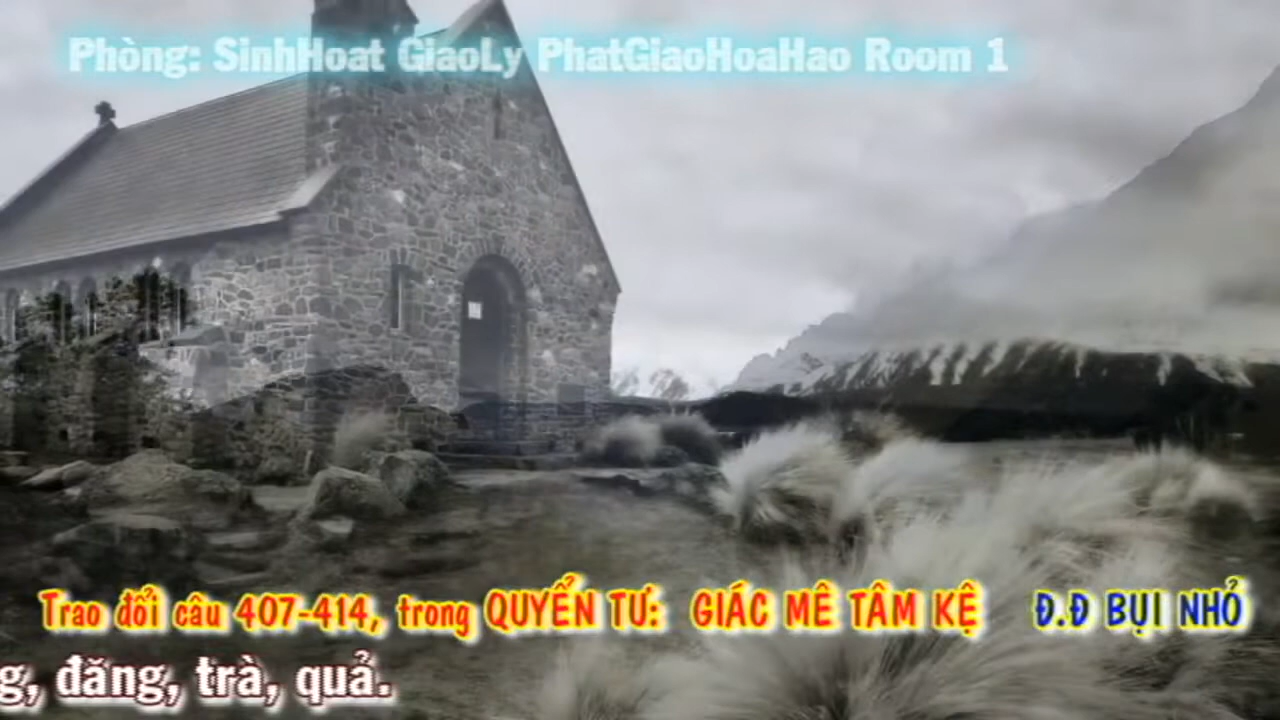 Phòng: SinhHoat GiaoLy PhatGiaoHoaHao Room 1
Trao đổi câu 407-414, trong QUYỂN TƯ: GIÁC MÊ TÂM KỆ Đ.Đ BỤI NHỎ
g, đăng, trà, quả.